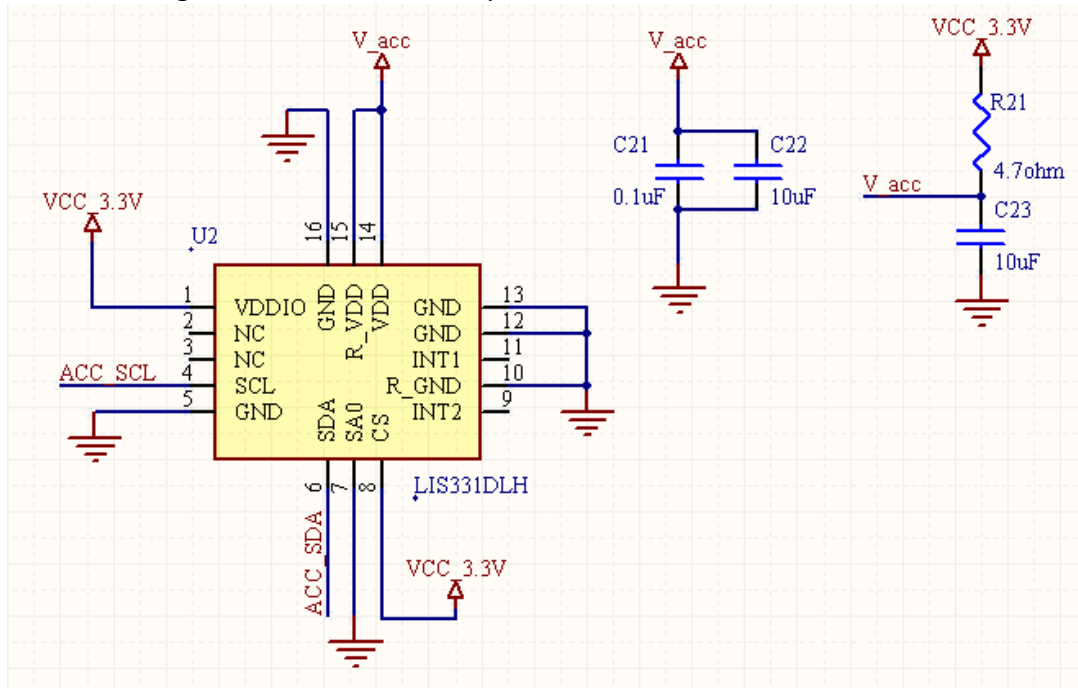 V_acc
V_acc
VCC_3.3V
R21
4.7ohm
C21
C22
0.1uF
10uF
V_acc
C23
10uF
VCC_3.3V
U2
16
15
14
1
2
3
4
5
VDDIO
NC
NC
SCL
GND
GND
R_VDD
VDD
GND
GND
INT1
R_GND
INT2
13
12
11
10
9
ACC_SCL
SDA
SA0
CS
6
7
8
LIS331DLH
ACC_SDA
VCC_3.3V